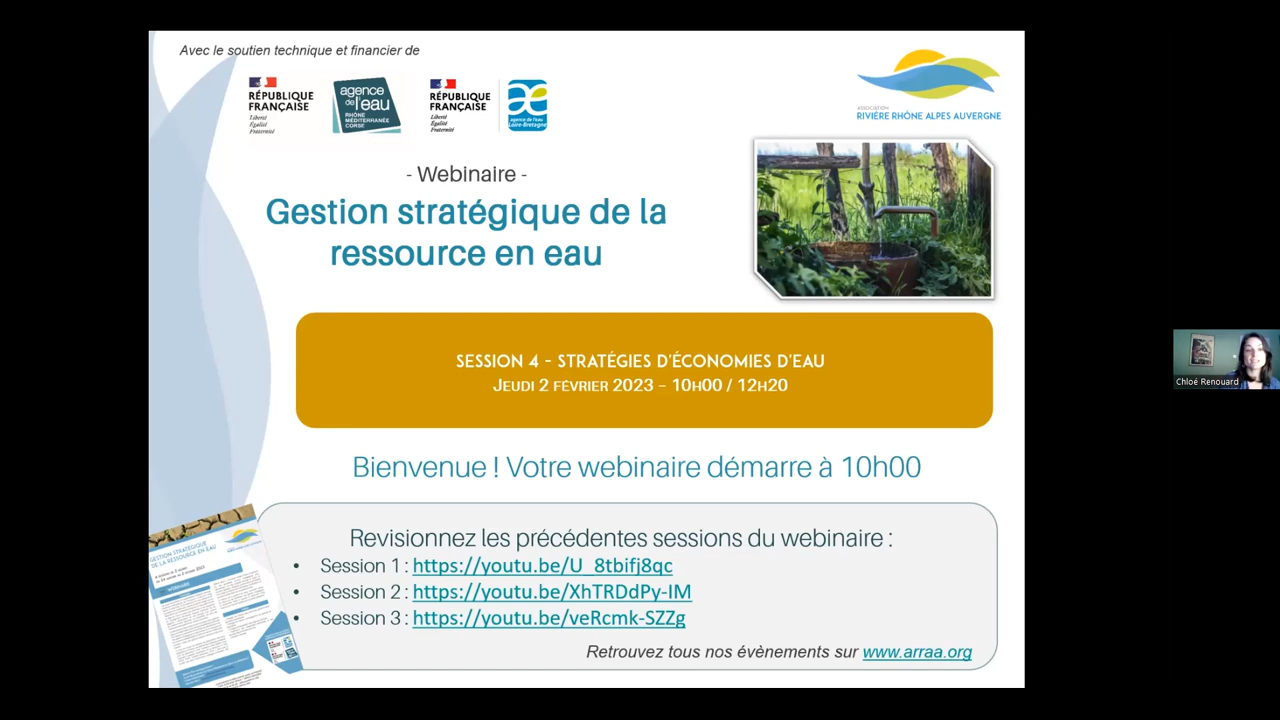 Avec le soutien technique et financier de
RÉPUBLIQUE
FRANÇAISE
Liberté
Égalité
Fraternité
agence
de l'eau
RHÔNE
MÉDITERRANÉE
CORSE
RÉPUBLIQUE
FRANÇAISE
Liberté
Égalité
Fraternité
agence de l'eau
Loire-Bretagne
ASSOCIATION
RIVIÈRE RHÔNE ALPES AUVERGNE
- Webinaire -
Gestion stratégique de la
ressource en eau
SESSION 4 - STRATÉGIES D'ÉCONOMIES D'EAU
JEUDI 2 FÉVRIER 2023 – 10H00 / 12H20
Chloé Renouard
Bienvenue ! Votre webinaire démarre à 10h00
GESTION STRATÉGIQUE
DE LA RESSOURCE EN EAU
Revisionnez les précédentes sessions du webinaire :
• Session 1 : https://youtu.be/U_8tbifj8qc
• Session 2 : https://youtu.be/XhTRDdPy-IM
• Session 3 : https://youtu.be/veRcmk-SZZg
Retrouvez tous nos évènements sur www.arraa.org